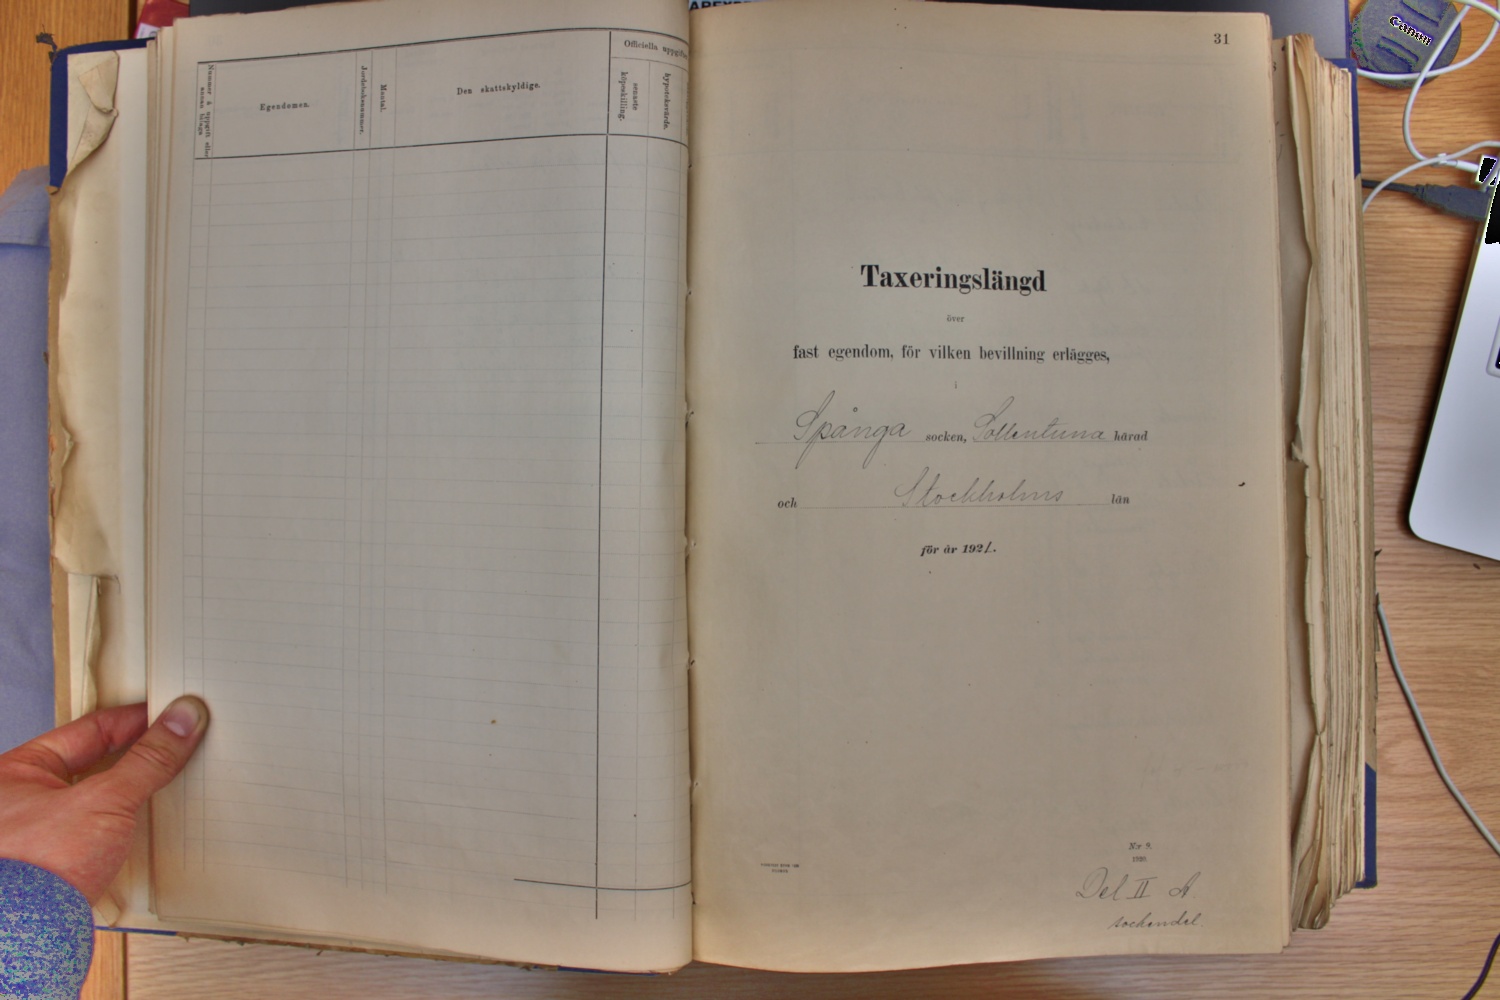 Nummer å uppgift eller
annan bilaga
Egendomen.
Jordeboksnummer.
Mantal.
Den skattskyldige.
Officiella uppgifter
senaste
köpeskilling.
hypoteksvärde.
31
Taxeringslängd
över
fast egendom, för vilken bevillning erlägges,
i
Spånga socken, Sollentuna härad
och Stockholms län
för år 1921.
N:r 9.
1920.
Del II A
sockendel.
Canon